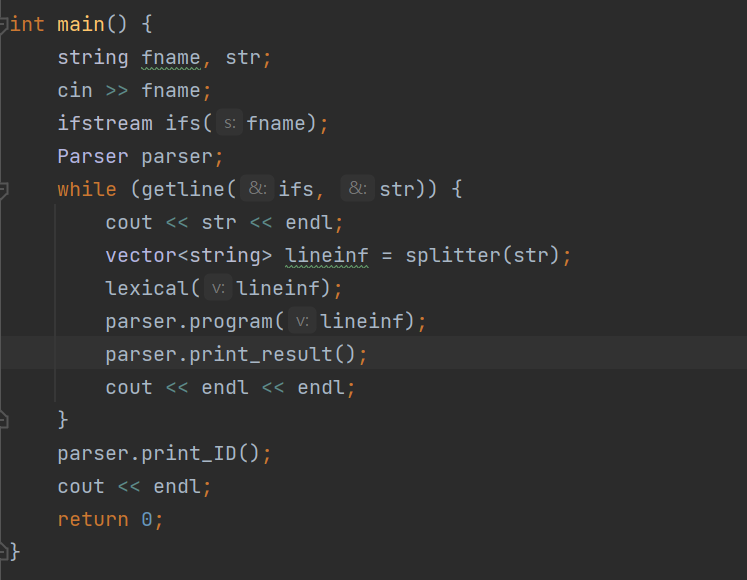 int main() {
    string fname, str;
    cin >> fname;
    ifstream ifs( s: fname);
    Parser parser;
    while (getline( &: ifs, &: str)) {
        cout << str << endl;
        vector<string> lineinf = splitter(str);
        lexical( v: lineinf);
        parser.program( v: lineinf);
        parser.print_result();
        cout << endl << endl;
    }
    parser.print_ID();
    cout << endl;
    return 0;
}